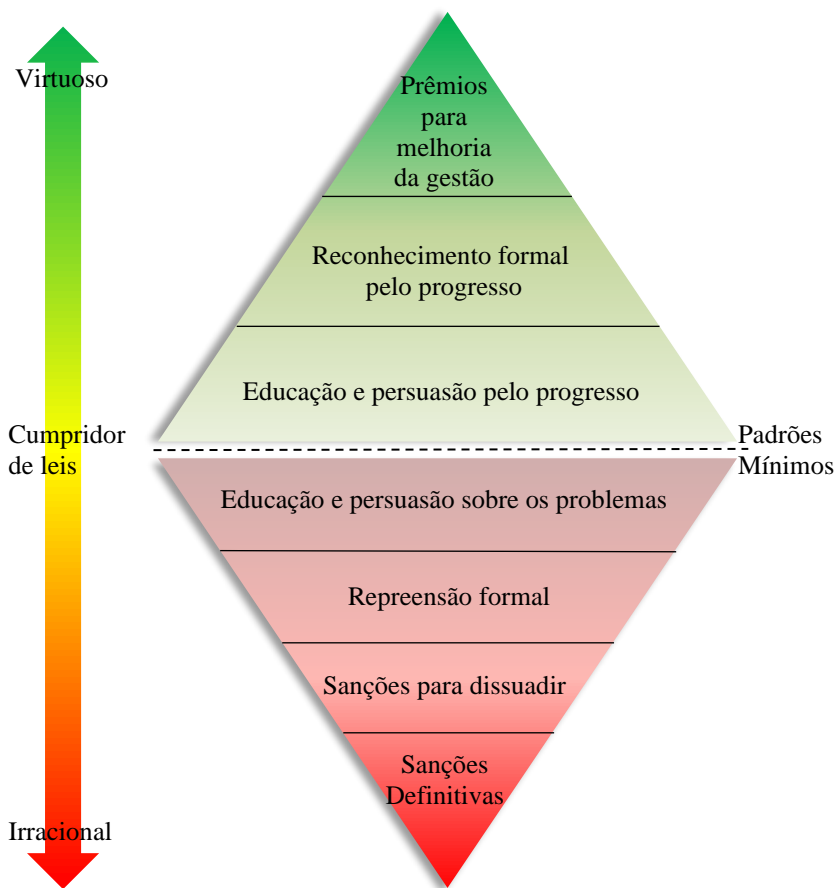 Virtuoso
Prêmios
para
melhoria
da gestão
Reconhecimento formal
pelo progresso
Educação e persuasão pelo progresso
Cumpridor
de leis
Padrões
Mínimos
Educação e persuasão sobre os problemas
Repreensão formal
Sanções para dissuadir
Sanções
Definitivas
Irracional